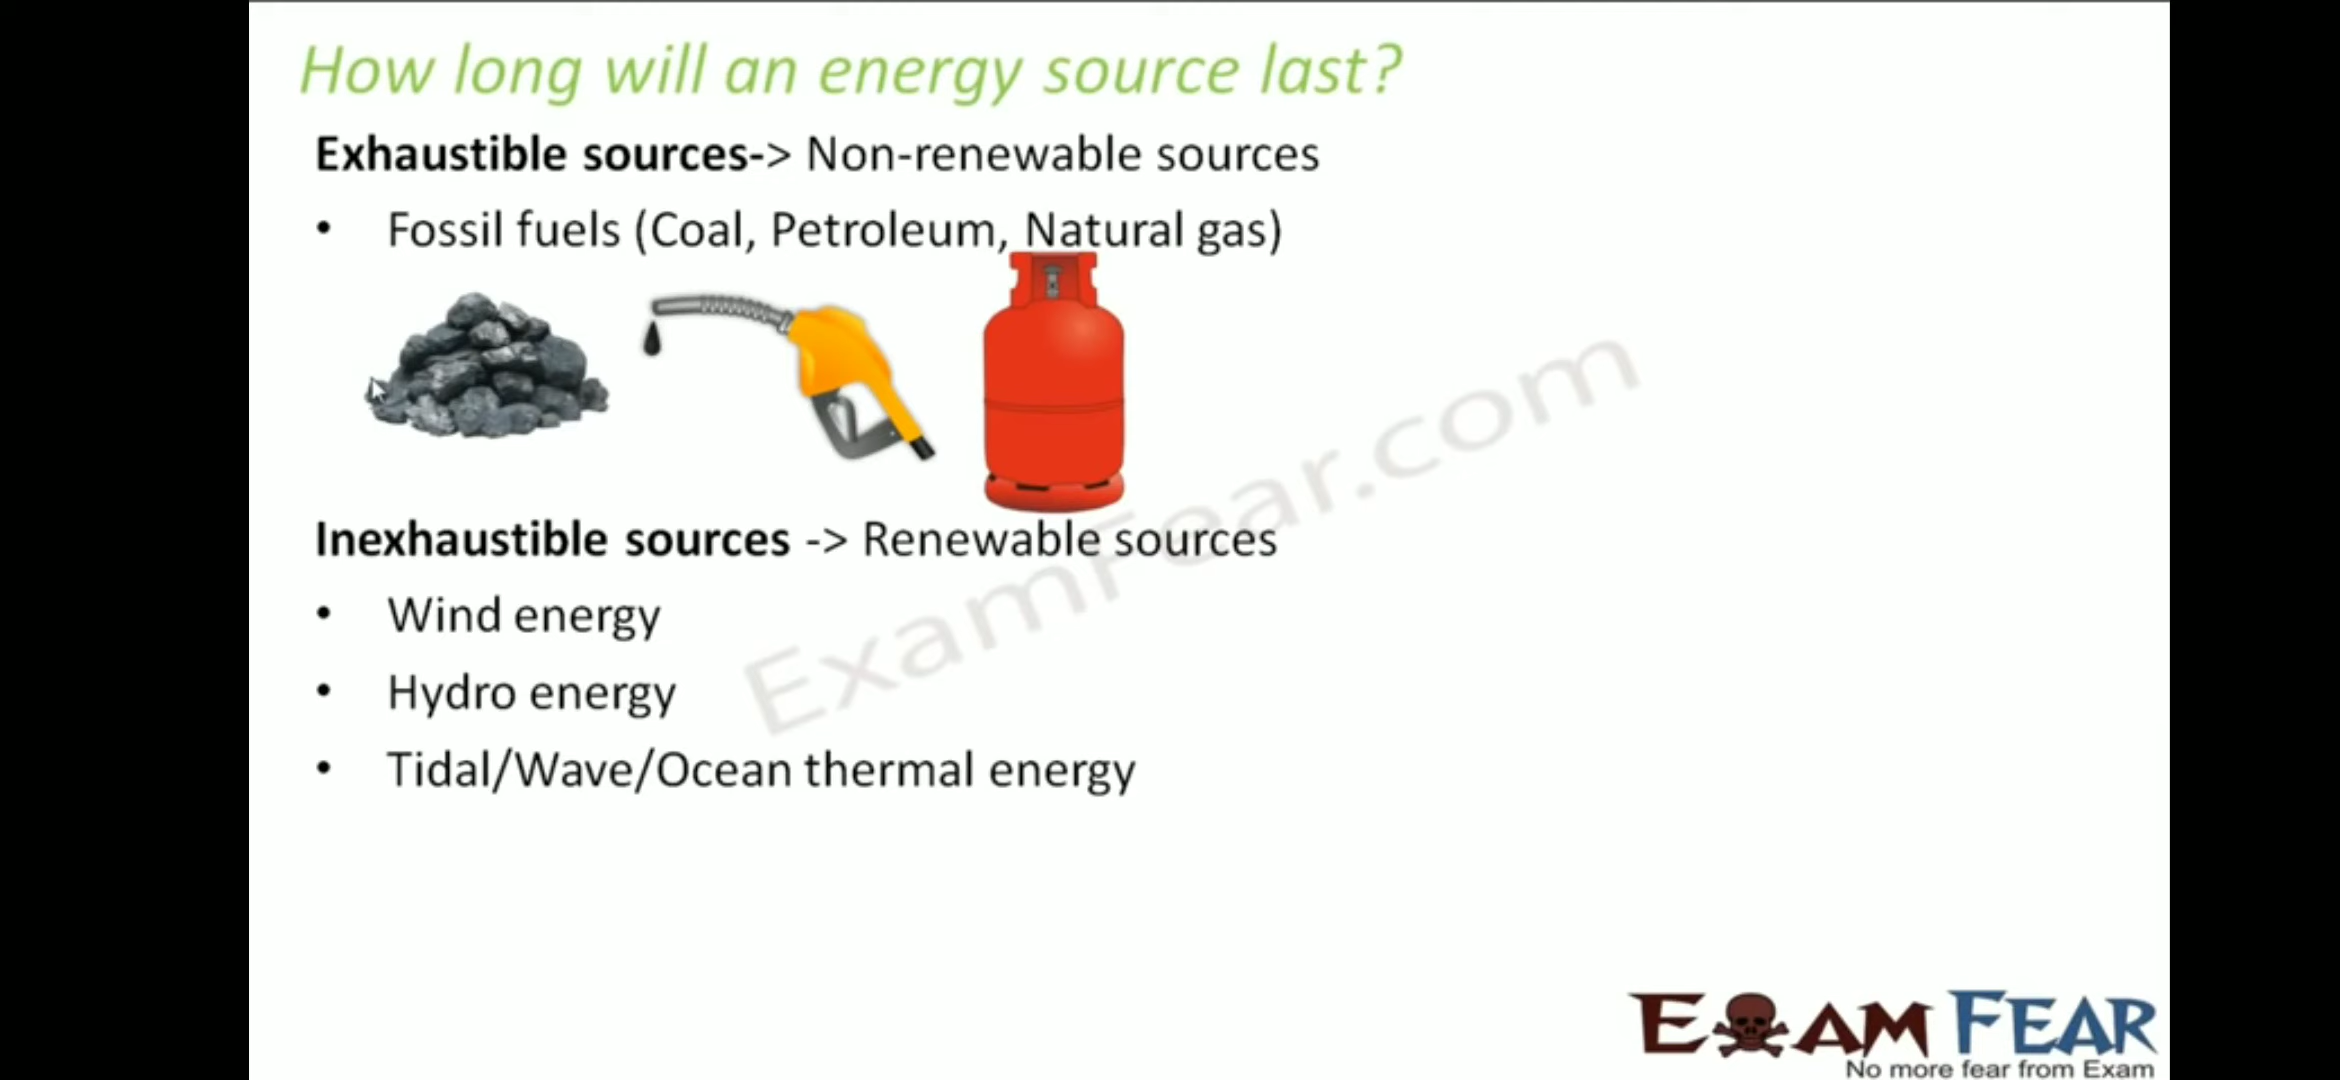 How long will an energy source last?
Exhaustible sources-> Non-renewable sources
• Fossil fuels (Coal, Petroleum, Natural gas)
Inexhaustible sources -> Renewable sources
• Wind energy
• Hydro energy
• Tidal/Wave/Ocean thermal energy
ExamFear.com
EXAM FEAR
No more fear from Exam